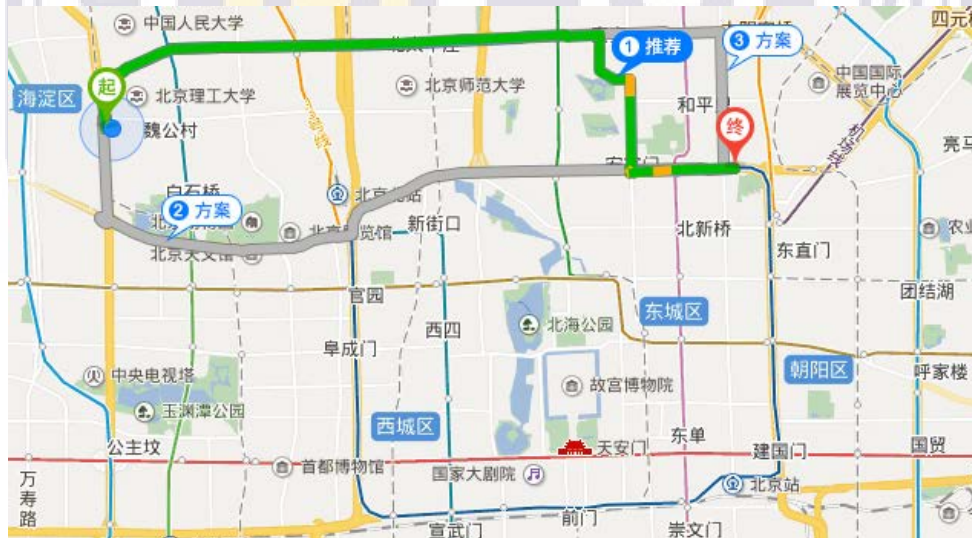 中国人民大学
四元
1 推荐
3 方案
起
海淀区
北京理工大学
北京师范大学
中国国际
展览中心
和平
魏公村
终
机场线
亮马
安定门
白石桥
2 方案
新街口
北新桥
东直门
农业
北京天文馆
官园
团结湖
东城区
西四
北海公园
阜成门
朝阳区
呼家楼
中央电视塔
故宫博物院
玉渊潭公园
西城区
东单
天安门
公主坟
建国门
国贸
首都博物馆
国家大剧院
万寿路
北京站
宣武门
前门
崇文门